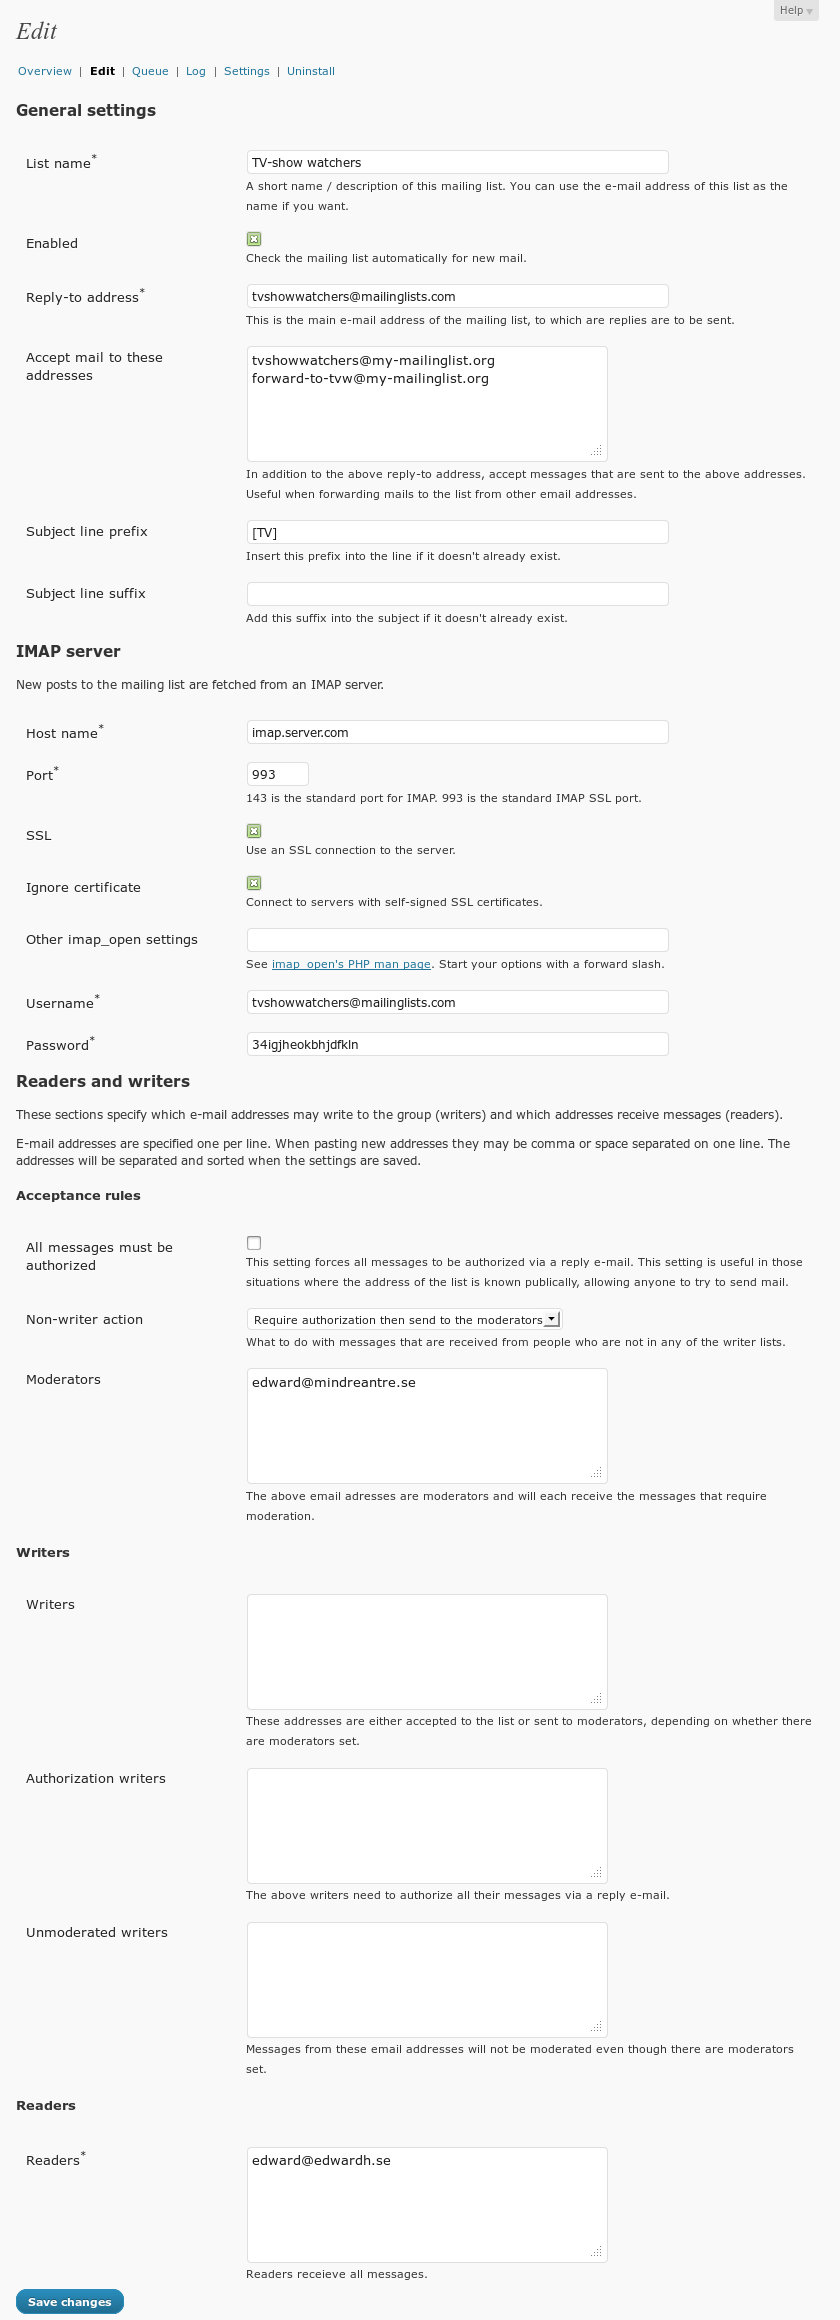 Help
Edit
Overview | Edit | Queue | Log | Settings | Uninstall
General settings
List name* TV-show watchers
A short name / description of this mailing list. You can use the e-mail address of this list as the
name if you want.
Enabled
Check the mailing list automatically for new mail.
Reply-to address* tvshowwatchers@mailinglists.com
This is the main e-mail address of the mailing list, to which are replies are to be sent.
Accept mail to these
addresses
tvshowwatchers@my-mailinglist.org
forward-to-tvw@my-mailinglist.org
In addition to the above reply-to address, accept messages that are sent to the above addresses.
Useful when forwarding mails to the list from other email addresses.
Subject line prefix [TV]
Insert this prefix into the line if it doesn't already exist.
Subject line suffix
Add this suffix into the subject if it doesn't already exist.
IMAP server
New posts to the mailing list are fetched from an IMAP server.
Host name* imap.server.com
Port* 993
143 is the standard port for IMAP. 993 is the standard IMAP SSL port.
SSL
Use an SSL connection to the server.
Ignore certificate
Connect to servers with self-signed SSL certificates.
Other imap_open settings
See imap_open's PHP man page. Start your options with a forward slash.
Username* tvshowwatchers@mailinglists.com
Password* 34igjheokbhjdfkln
Readers and writers
These sections specify which e-mail addresses may write to the group (writers) and which addresses receive messages (readers).
E-mail addresses are specified one per line. When pasting new addresses they may be comma or space separated on one line. The
addresses will be separated and sorted when the settings are saved.
Acceptance rules
All messages must be
authorized
This setting forces all messages to be authorized via a reply e-mail. This setting is useful in those
situations where the address of the list is known publically, allowing anyone to try to send mail.
Non-writer action Require authorization then send to the moderators
What to do with messages that are received from people who are not in any of the writer lists.
Moderators edward@mindreantre.se
The above email adresses are moderators and will each receive the messages that require
moderation.
Writers
Writers
These addresses are either accepted to the list or sent to moderators, depending on whether there
are moderators set.
Authorization writers
The above writers need to authorize all their messages via a reply e-mail.
Unmoderated writers
Messages from these email addresses will not be moderated even though there are moderators
set.
Readers
Readers* edward@edwardh.se
Readers receieve all messages.
Save changes